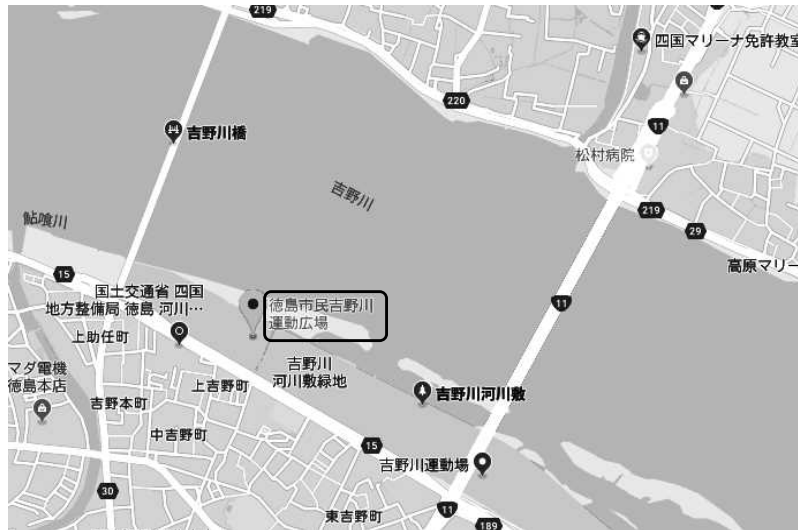 219
四国マリーナ免許教室
220
11
吉野川橋
松村病院
吉野川
219
鮎喰川
29
高原マリー
15
国土交通省 四国
地方整備局 徳島 河川…
徳島市民吉野川
運動広場
11
上助任町
吉野川
河川敷緑地
マダ電機
徳島本店
上吉野町
吉野川河川敷
吉野本町
中吉野町
15
吉野川運動場
30
11
東吉野町
189